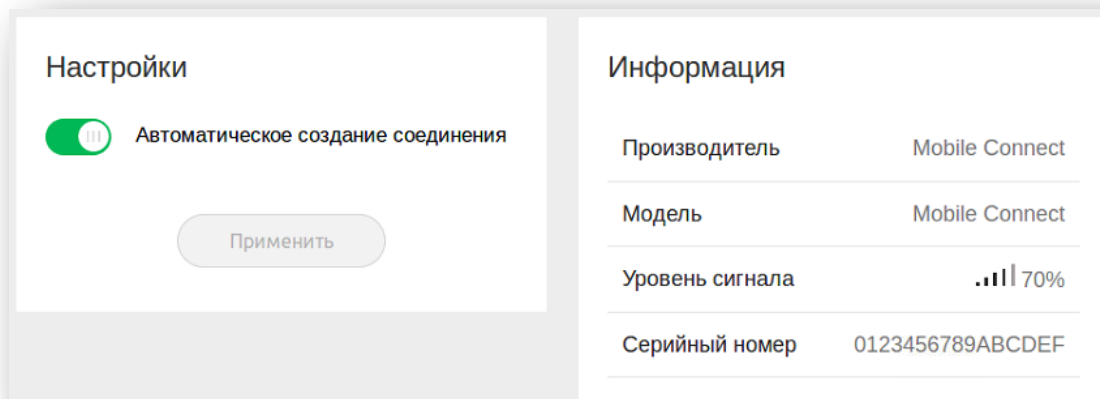 Настройки
Автоматическое создание соединения
Применить
Информация
Производитель Mobile Connect
Модель Mobile Connect
Уровень сигнала 70%
Серийный номер 0123456789ABCDEF